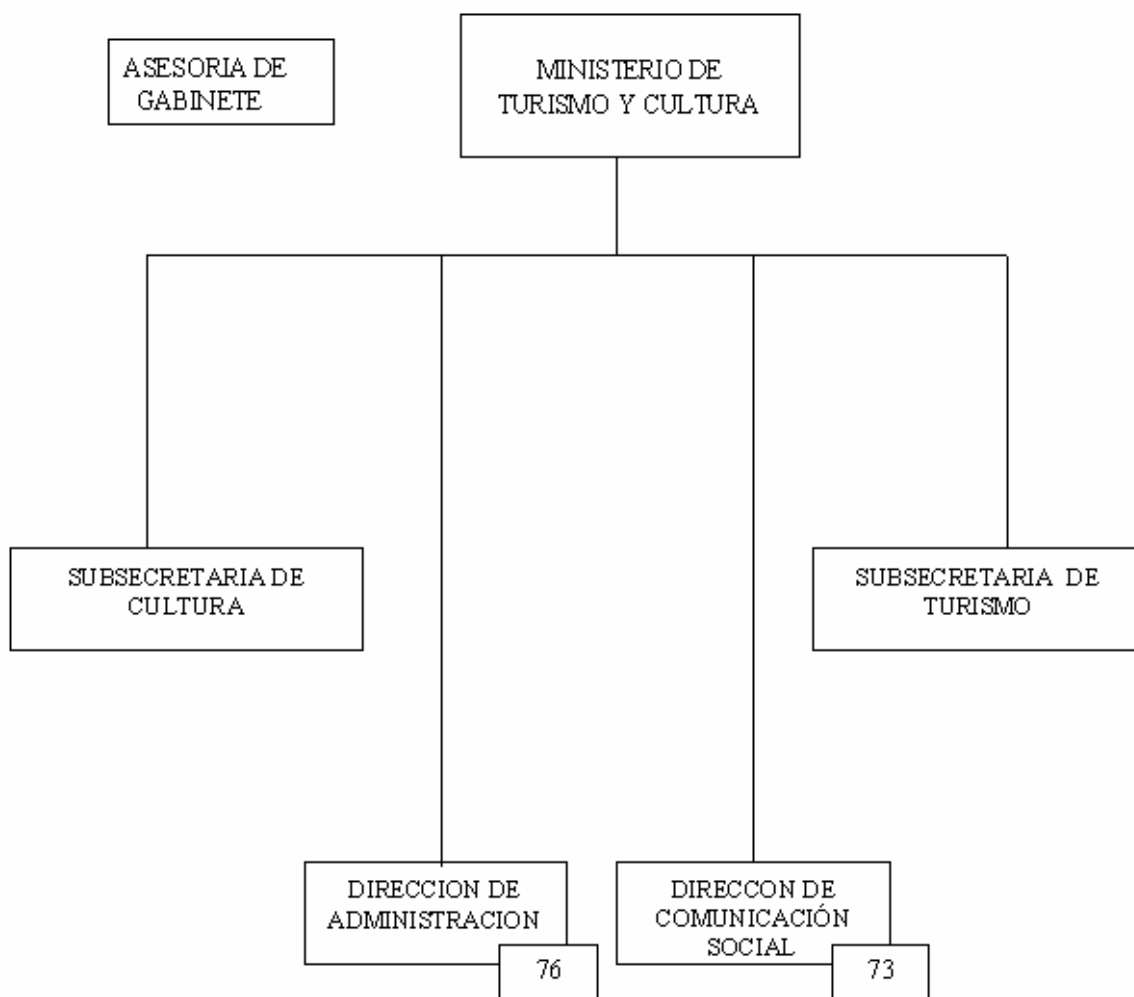 ASESORIA DE
GABINETE
MINISTERIO DE
TURISMO Y CULTURA
SUBSECRETARIA DE
CULTURA
SUBSECRETARIA DE
TURISMO
DIRECCION DE
ADMINISTRACION
76
DIRECCON DE
COMUNICACIÓN
SOCIAL
73